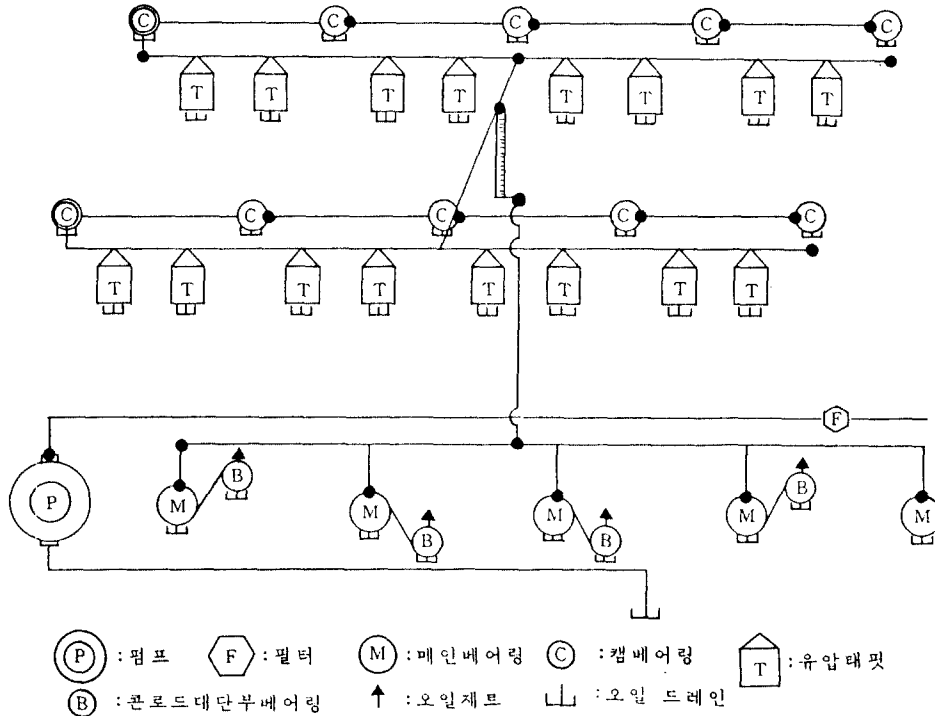 C C C C C
T T T T T T T T
C C C C C
T T T T T T T T
F
P M B M B M B M B M
P : 펌프 F : 필터 M : 메인베어링 C : 캠베어링 T : 유압태핏
B : 콘로드대단부베어링 : 오일제트 : 오일 드레인